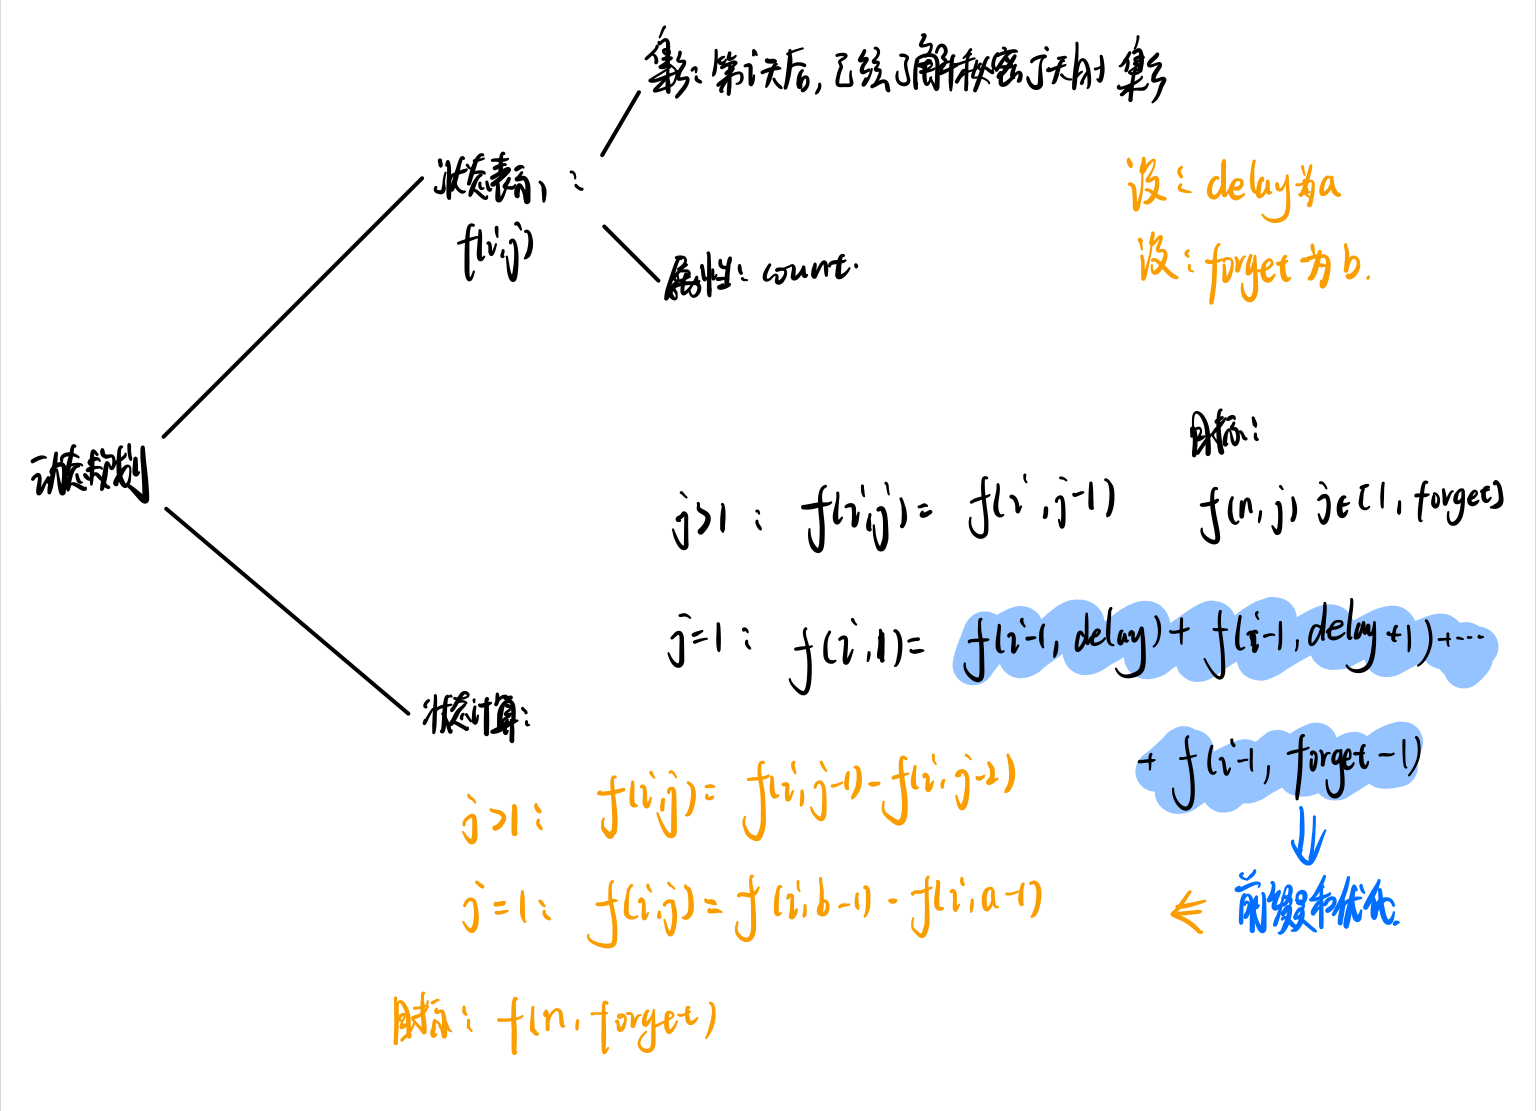 集合：第i天后，已经了解秘密j天的集合
状态表示：
f(i,j)
属性：count.
设：delay为a
设：forget为b.
动态规划
目标：
f(n,j) j∈[1,forget]
j>1：f(i,j)= f(i,j-1)
j=1：f(i,1)= f(i-1,delay)+f(i-1,delay+1)+…
+f(i-1,forget-1)
状态计算：
j>1：f(i,j)=f(i,j-1)-f(i,j-2)
j=1：f(i,j)=f(i,b-1)-f(i,a-1)
前缀和优化.
目标：f(n,forget)